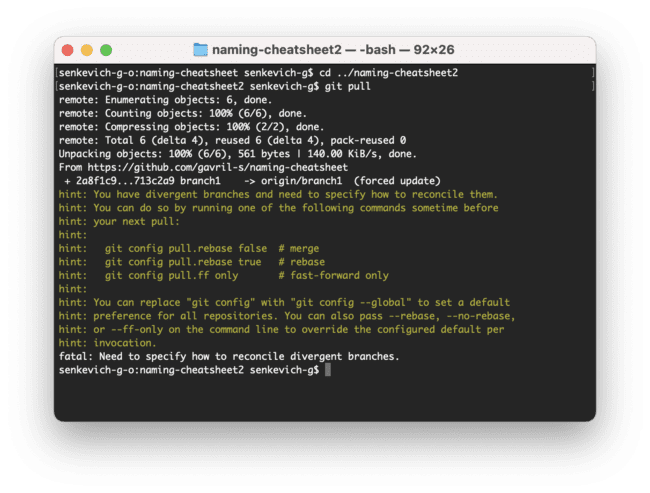 naming-cheatsheet2 — -bash — 92×26
[senkevich-g-o:naming-cheatsheet senkevich-g$ cd ../naming-cheatsheet2 ]
[senkevich-g-o:naming-cheatsheet2 senkevich-g$ git pull ]
remote: Enumerating objects: 6, done.
remote: Counting objects: 100% (6/6), done.
remote: Compressing objects: 100% (2/2), done.
remote: Total 6 (delta 4), reused 6 (delta 4), pack-reused 0
Unpacking objects: 100% (6/6), 561 bytes | 140.00 KiB/s, done.
From https://github.com/gavril-s/naming-cheatsheet
 + 2a8f1c9...713c2a9 branch1    -> origin/branch1  (forced update)
hint: You have divergent branches and need to specify how to reconcile them.
hint: You can do so by running one of the following commands sometime before
hint: your next pull:
hint:
hint:   git config pull.rebase false  # merge
hint:   git config pull.rebase true   # rebase
hint:   git config pull.ff only       # fast-forward only
hint:
hint: You can replace "git config" with "git config --global" to set a default
hint: preference for all repositories. You can also pass --rebase, --no-rebase,
hint: or --ff-only on the command line to override the configured default per
hint: invocation.
fatal: Need to specify how to reconcile divergent branches.
senkevich-g-o:naming-cheatsheet2 senkevich-g$